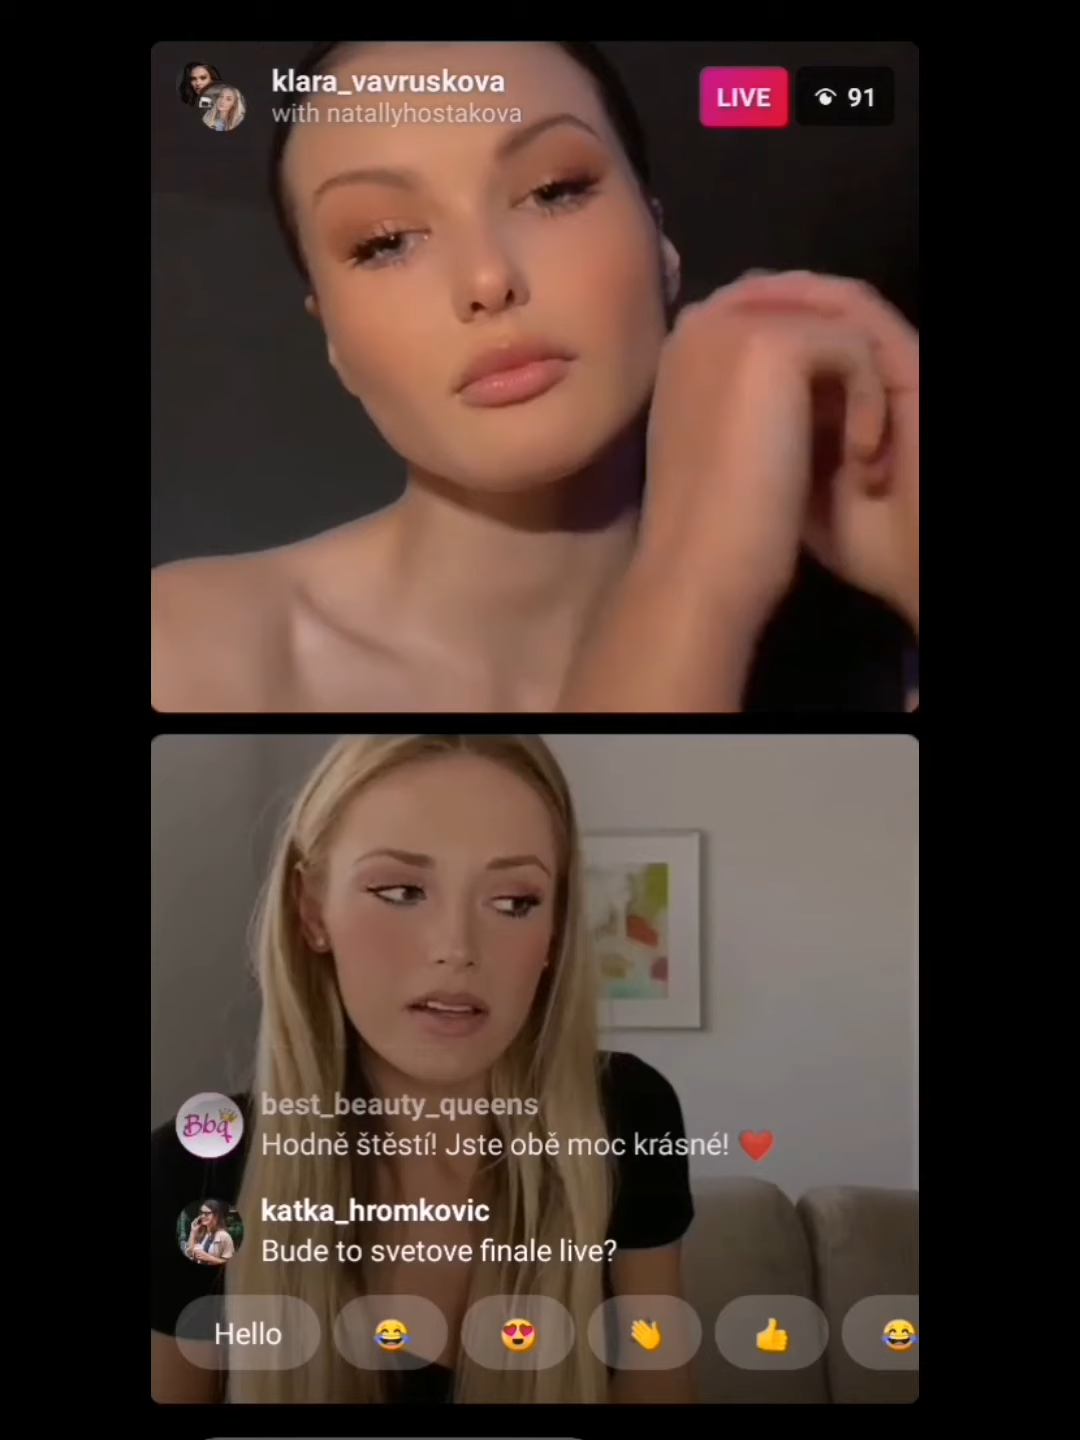 klara_vavruskova
with natallyhostakova
LIVE
91
best_beauty_queens
Bbq
Hodně štěstí! Jste obě moc krásné! ❤️
katka_hromkovic
Bude to svetove finale live?
Hello 😂 😍 👋 👍 😂